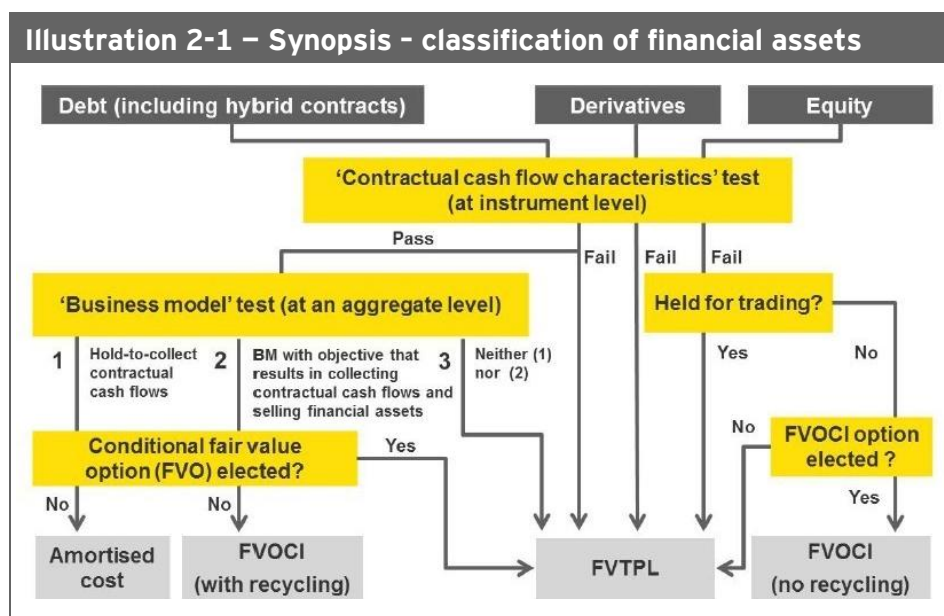 Illustration 2-1 – Synopsis - classification of financial assets
Debt (including hybrid contracts)
Derivatives
Equity
‘Contractual cash flow characteristics’ test
(at instrument level)
Pass
Fail
Fail
Fail
‘Business model’ test (at an aggregate level)
Held for trading?
1
Hold-to-collect
contractual
cash flows
2
BM with objective that
results in collecting
contractual cash flows and
selling financial assets
3
Neither (1)
nor (2)
Yes
No
Conditional fair value
option (FVO) elected?
Yes
No
FVOCI option
elected ?
No
No
Yes
Amortised
cost
FVOCI
(with recycling)
FVTPL
FVOCI
(no recycling)